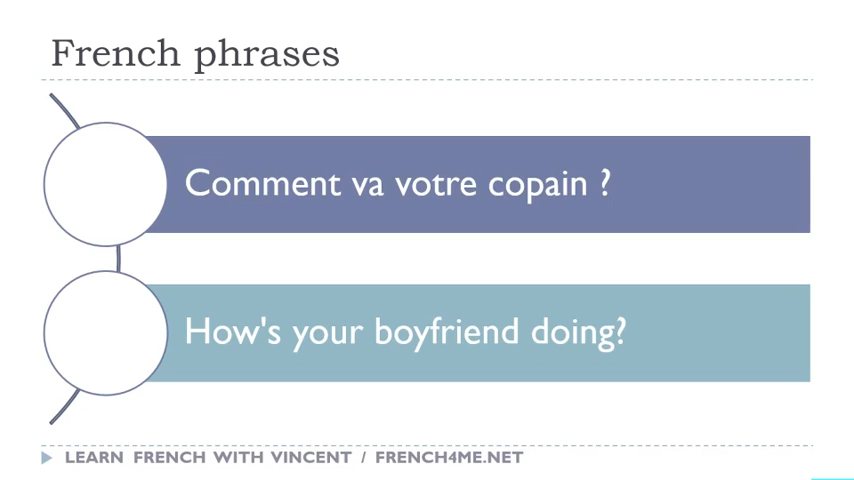 French phrases
Comment va votre copain ?
How's your boyfriend doing?
LEARN FRENCH WITH VINCENT / FRENCH4ME.NET